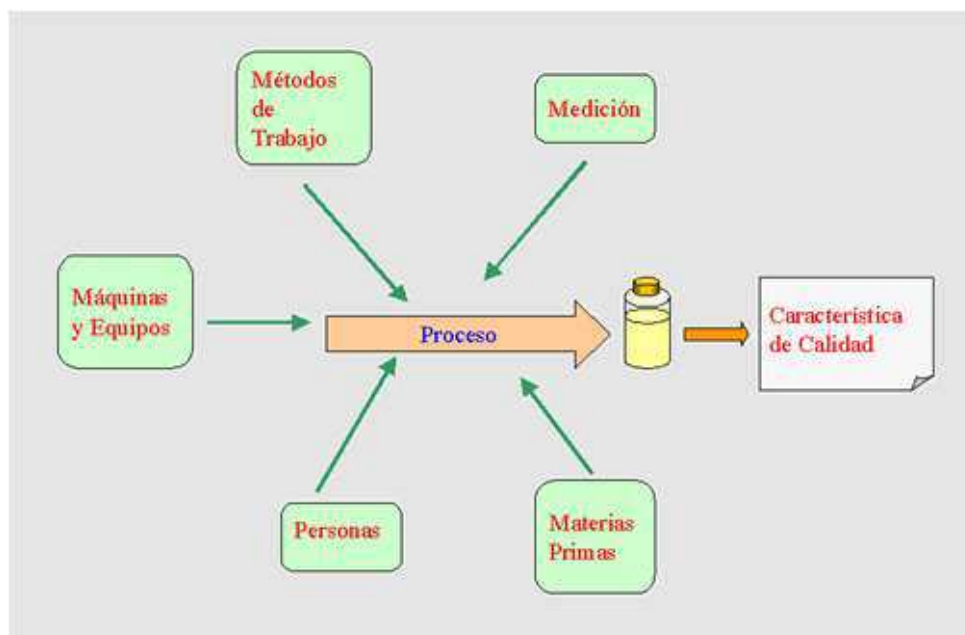 Métodos
de
Trabajo
Medición
Máquinas
y Equipos
Proceso
Característica
de Calidad
Personas
Materias
Primas